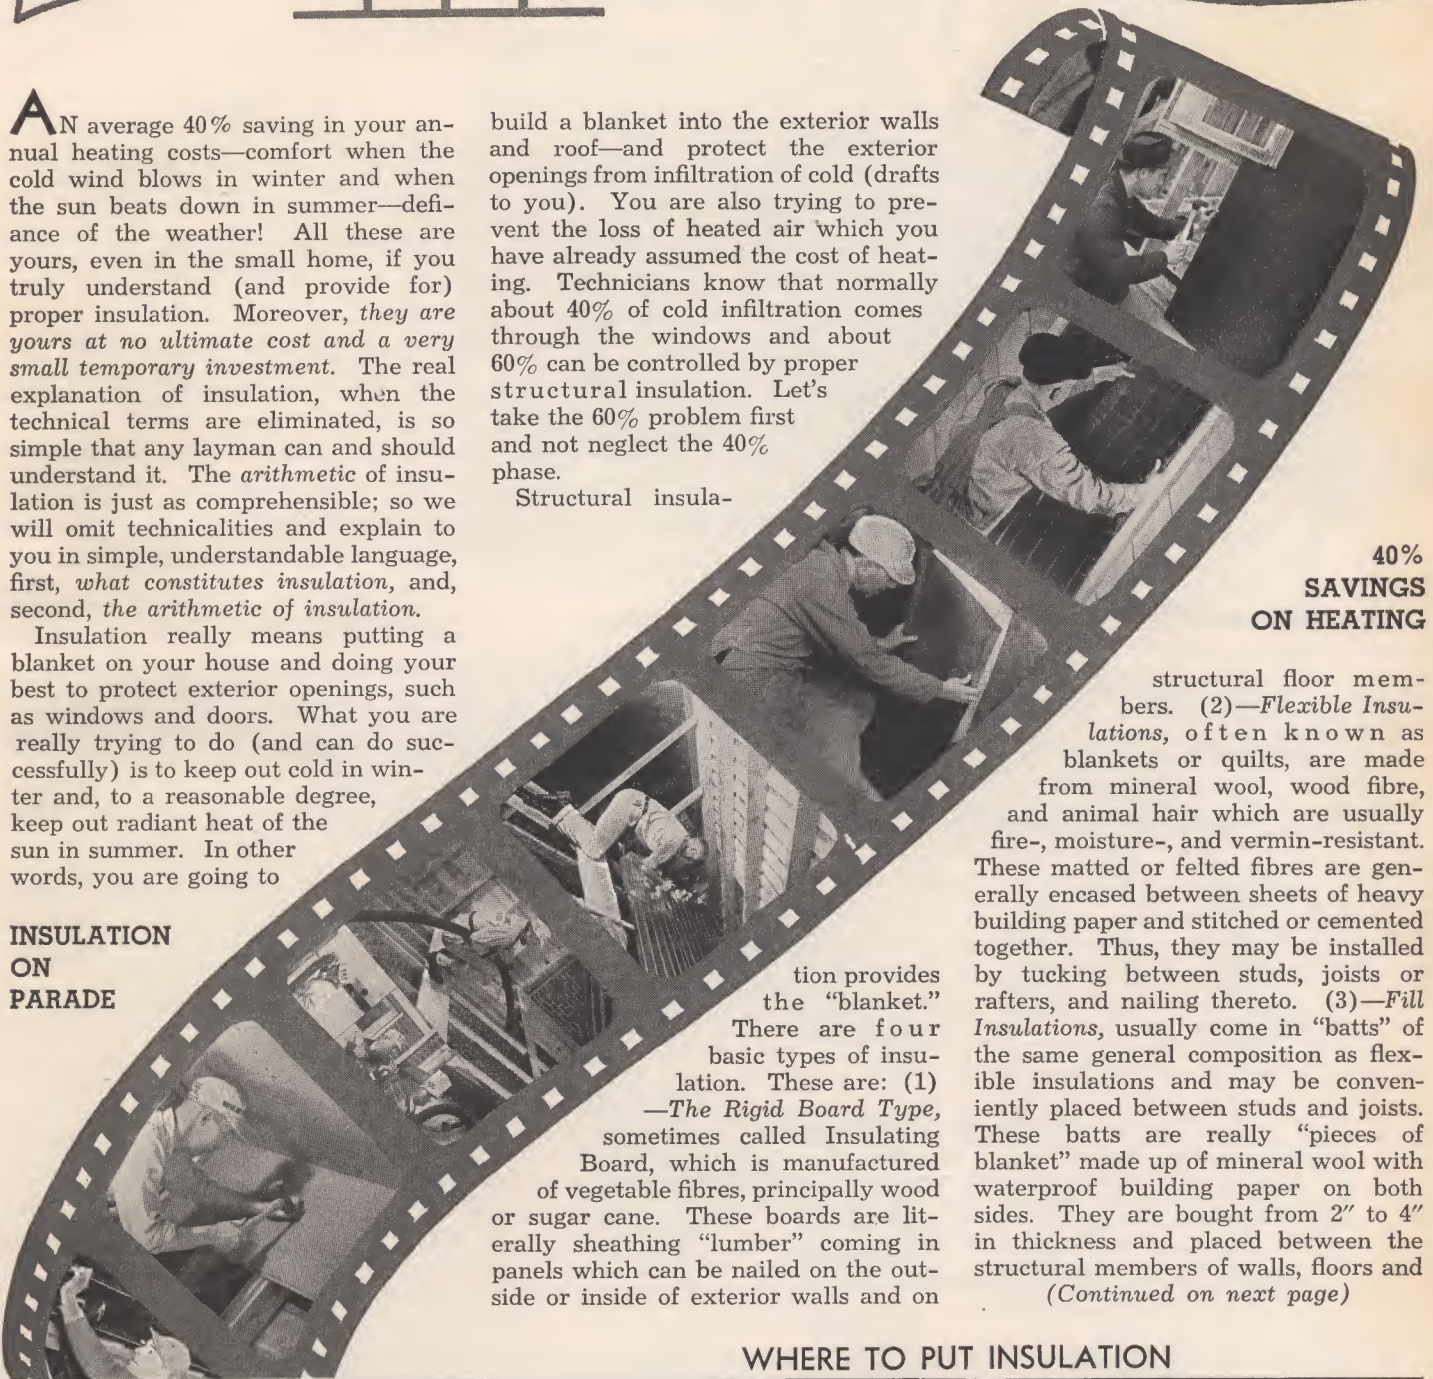 AN average 40% saving in your an-
nual heating costs—comfort when the
cold wind blows in winter and when
the sun beats down in summer—defi-
ance of the weather! All these are
yours, even in the small home, if you
truly understand (and provide for)
proper insulation. Moreover, they are
yours at no ultimate cost and a very
small temporary investment. The real
explanation of insulation, when the
technical terms are eliminated, is so
simple that any layman can and should
understand it. The arithmetic of insu-
lation is just as comprehensible; so we
will omit technicalities and explain to
you in simple, understandable language,
first, what constitutes insulation, and,
second, the arithmetic of insulation.
Insulation really means putting a
blanket on your house and doing your
best to protect exterior openings, such
as windows and doors. What you are
really trying to do (and can do suc-
cessfully) is to keep out cold in win-
ter and, to a reasonable degree,
keep out radiant heat of the
sun in summer. In other
words, you are going to
INSULATION
ON
PARADE
build a blanket into the exterior walls
and roof—and protect the exterior
openings from infiltration of cold (drafts
to you). You are also trying to pre-
vent the loss of heated air which you
have already assumed the cost of heat-
ing. Technicians know that normally
about 40% of cold infiltration comes
through the windows and about
60% can be controlled by proper
structural insulation. Let's
take the 60% problem first
and not neglect the 40%
phase.
Structural insula-
tion provides
the “blanket.”
There are four
basic types of insu-
lation. These are: (1)
—The Rigid Board Type,
sometimes called Insulating
Board, which is manufactured
of vegetable fibres, principally wood
or sugar cane. These boards are lit-
erally sheathing “lumber” coming in
panels which can be nailed on the out-
side or inside of exterior walls and on
40%
SAVINGS
ON HEATING
structural floor mem-
bers. (2)—Flexible Insu-
lations, often known as
blankets or quilts, are made
from mineral wool, wood fibre,
and animal hair which are usually
fire-, moisture-, and vermin-resistant.
These matted or felted fibres are gen-
erally encased between sheets of heavy
building paper and stitched or cemented
together. Thus, they may be installed
by tucking between studs, joists or
rafters, and nailing thereto. (3)—Fill
Insulations, usually come in “batts” of
the same general composition as flex-
ible insulations and may be conven-
iently placed between studs and joists.
These batts are really “pieces of
blanket” made up of mineral wool with
waterproof building paper on both
sides. They are bought from 2″ to 4″
in thickness and placed between the
structural members of walls, floors and
(Continued on next page)
WHERE TO PUT INSULATION